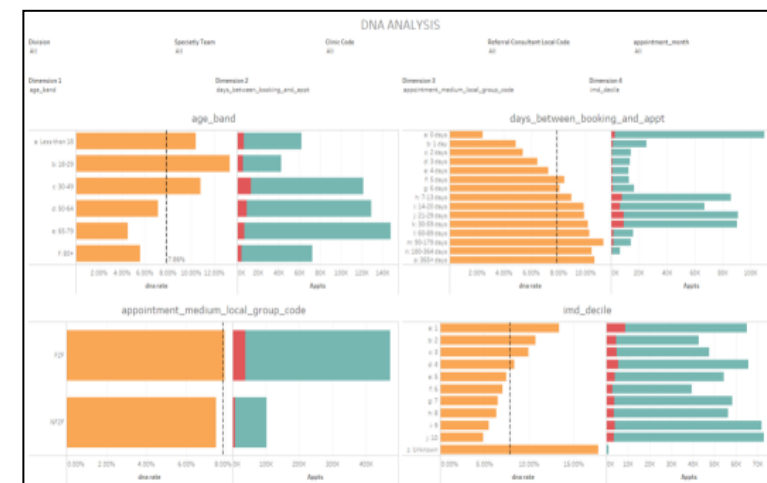 DNA ANALYSIS
Division Specialty Team Clinic Code Referral Consultant Local Code appointment_month
All All All All All
Dimension 1 Dimension 2 Dimension 3
age_band days_between_booking_and_appt appointment_medium_local_group_code imd_decile
age_band days_between_booking_and_appt
a: Less than 18
b: 18-29
c: 30-49
d: 50-64
e: 65-79
f: 80+
7.86%
2.00% 4.00% 6.00% 8.00% 10.00% 12.00% 0K 20K 40K 60K 80K 100K 120K 140K
dna rate Appts
a: 0 days
b: 1 day
c: 2 days
d: 3 days
e: 4 days
f: 5 days
g: 6 days
h: 7-13 days
i: 14-20 days
j: 21-29 days
k: 30-59 days
l: 60-89 days
m: 90-179 days
n: 180-364 days
o: 365+ days
2.00% 4.00% 6.00% 8.00% 10.00% 0K 20K 40K 60K 80K 100K
dna rate Appts
appointment_medium_local_group_code imd_decile
F2F
NF2F
0.00% 2.00% 4.00% 6.00% 8.00% 0K 100K 200K 300K 400K
dna rate Appts
a: 1
b: 2
c: 3
d: 4
e: 5
f: 6
g: 7
h: 8
i: 9
j: 10
z: Unknown
0.00% 5.00% 10.00% 15.00% 0K 10K 20K 30K 40K 50K 60K 70K
dna rate Appts